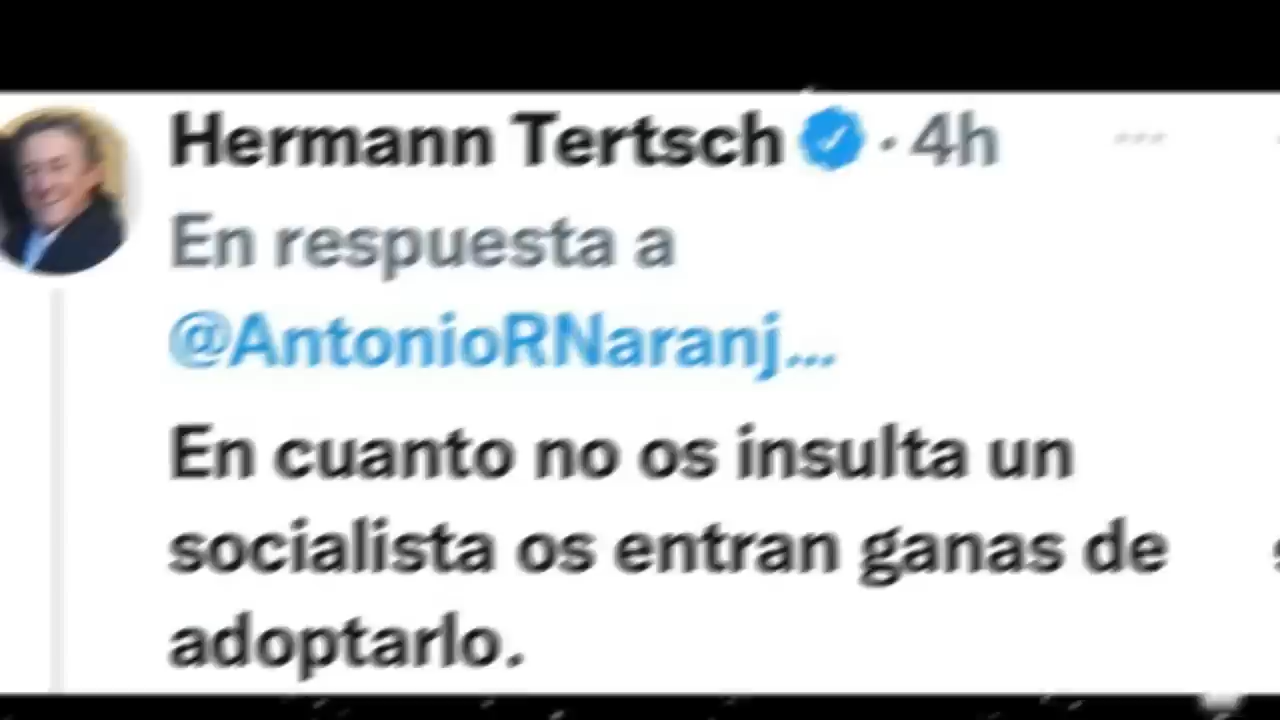 Hermann Tertsch · 4h ...
En respuesta a
@AntonioRNaranj...
En cuanto no os insulta un
socialista os entran ganas de
adoptarlo.